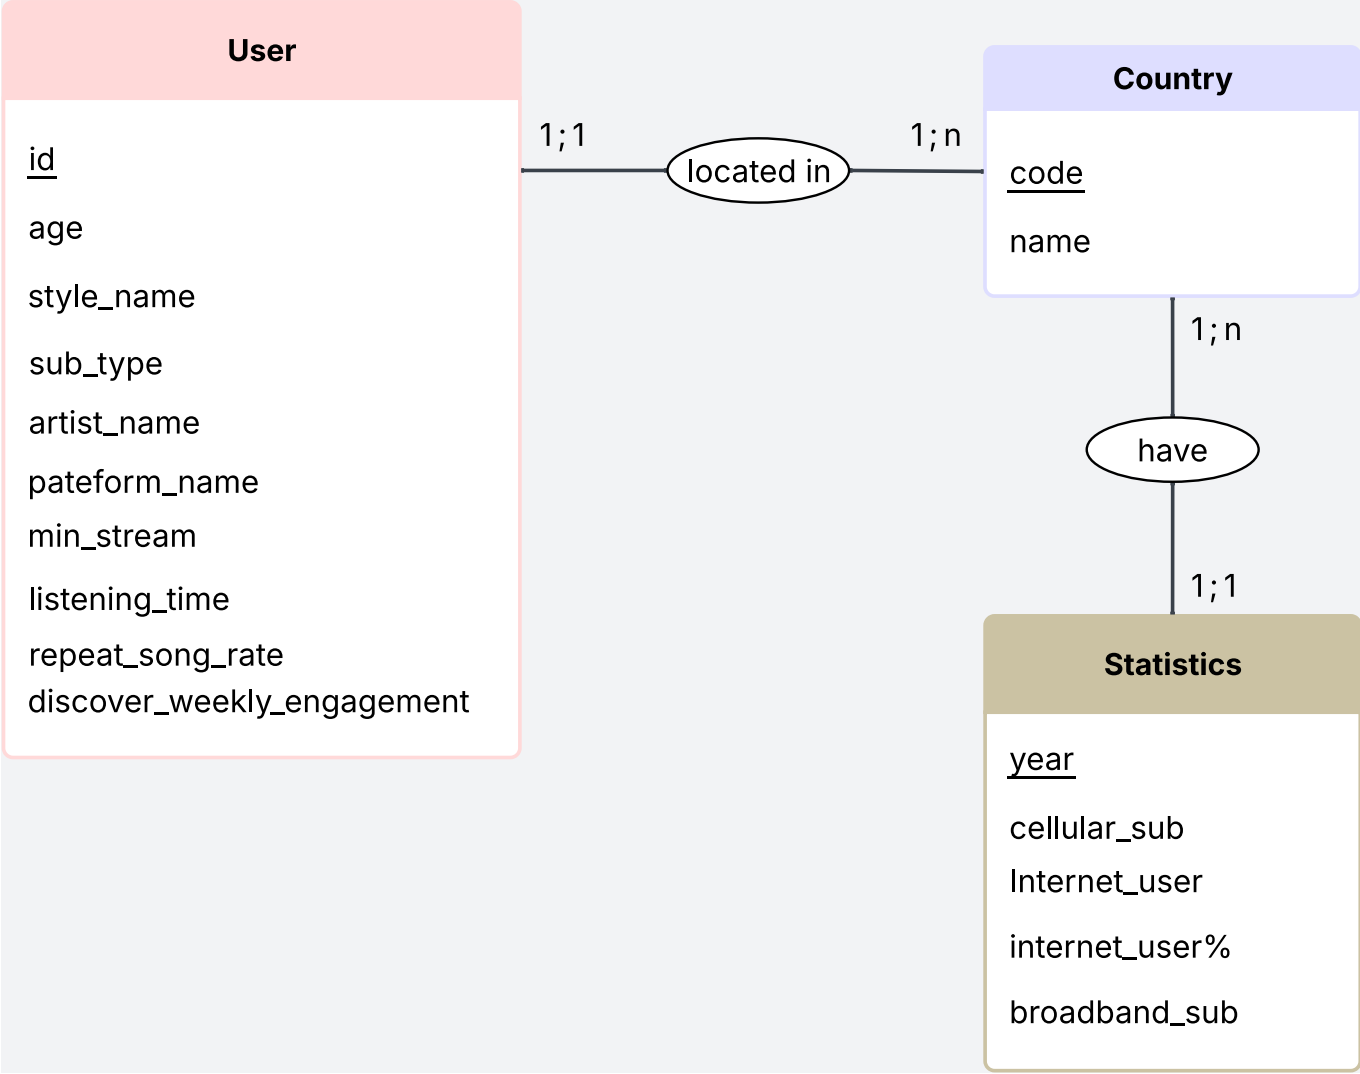 User
id
age
style_name
sub_type
artist_name
pateform_name
min_stream
listening_time
repeat_song_rate
discover_weekly_engagement
1;1
located in
1;n
Country
code
name
1;n
have
1;1
Statistics
year
cellular_sub
Internet_user
internet_user%
broadband_sub